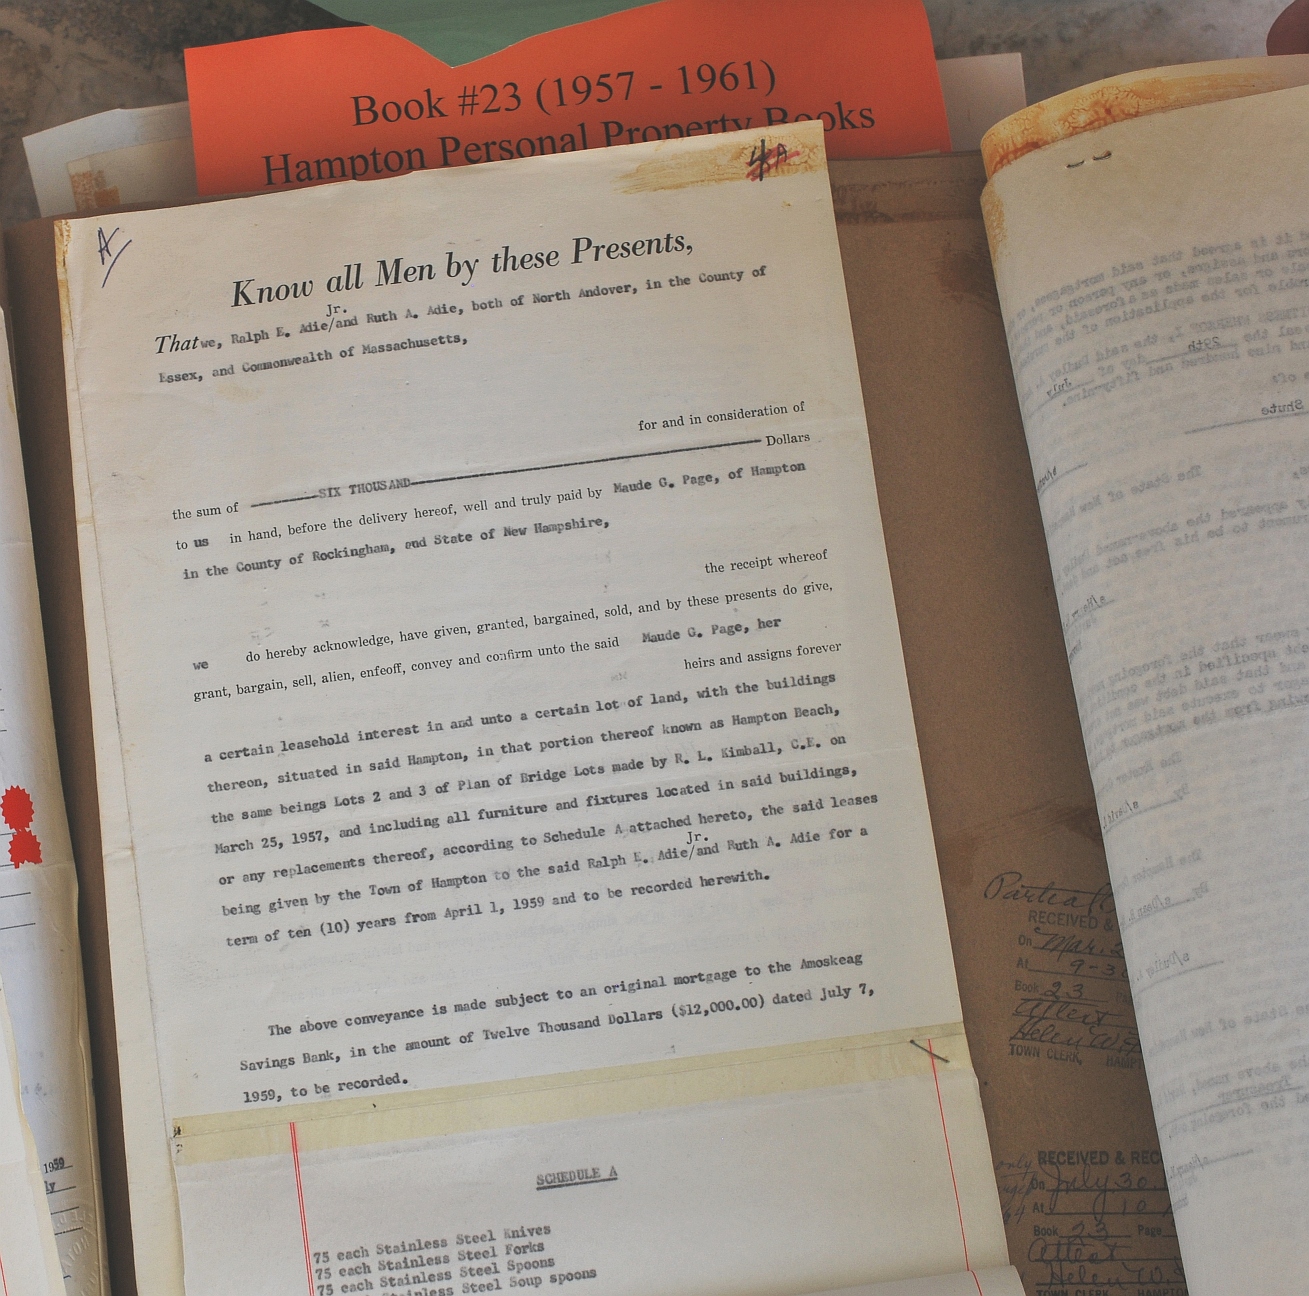 Book #23 (1957 - 1961)
Hampton Personal Property Books
4A
A
Know all Men by these Presents,
Jr.
That we, Ralph E. Adie/and Ruth A. Adie, both of North Andover, in the County of
Essex, and Commonwealth of Massachusetts,
for and in consideration of
the sum of SIX THOUSAND Dollars
to us in hand, before the delivery hereof, well and truly paid by Maude G. Page, of Hampton
in the County of Rockingham, and State of New Hampshire,
the receipt whereof
we do hereby acknowledge, have given, granted, bargained, sold, and by these presents do give,
grant, bargain, sell, alien, enfeoff, convey and confirm unto the said Maude G. Page, her
heirs and assigns forever
a certain leasehold interest in and unto a certain lot of land, with the buildings
thereon, situated in said Hampton, in that portion thereof known as Hampton Beach,
the same beings Lots 2 and 3 of Plan of Bridge Lots made by R. L. Kimball, C.E. on
March 25, 1957, and including all furniture and fixtures located in said buildings,
or any replacements thereof, according to Schedule A attached hereto, the said leases
Jr.
being given by the Town of Hampton to the said Ralph E. Adie/and Ruth A. Adie for a
term of ten (10) years from April 1, 1959 and to be recorded herewith.
The above conveyance is made subject to an original mortgage to the Amoskeag
Savings Bank, in the amount of Twelve Thousand Dollars ($12,000.00) dated July 7,
1959, to be recorded.
SCHEDULE A
75 each Stainless Steel Knives
75 each Stainless Steel Forks
75 each Stainless Steel Spoons
Steel Soup spoons
1959
Partial
RECEIVED &
On Mar. 2
At 9-3
Book 23
Attest
Helen W.
TOWN CLERK, HAMP
RECEIVED & REC
On July 30
At 10
Book 23 Page
Attest
Helen W.
TOWN CLERK, HAMPT